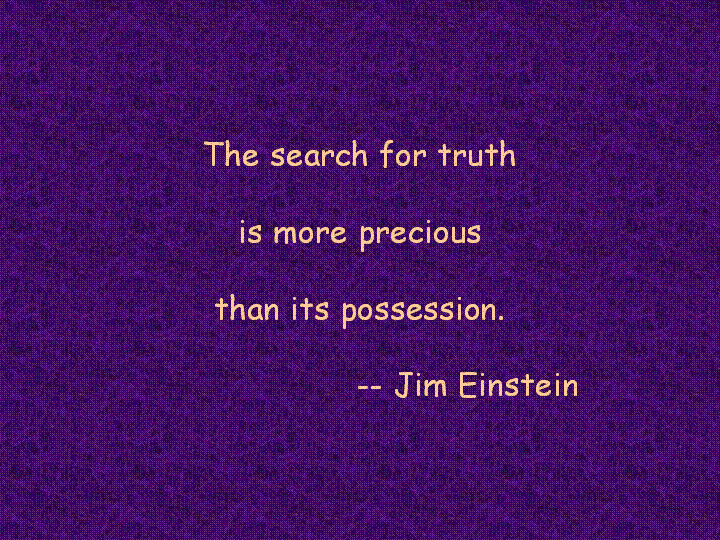 The search for truth
is more precious
than its possession.
-- Jim Einstein